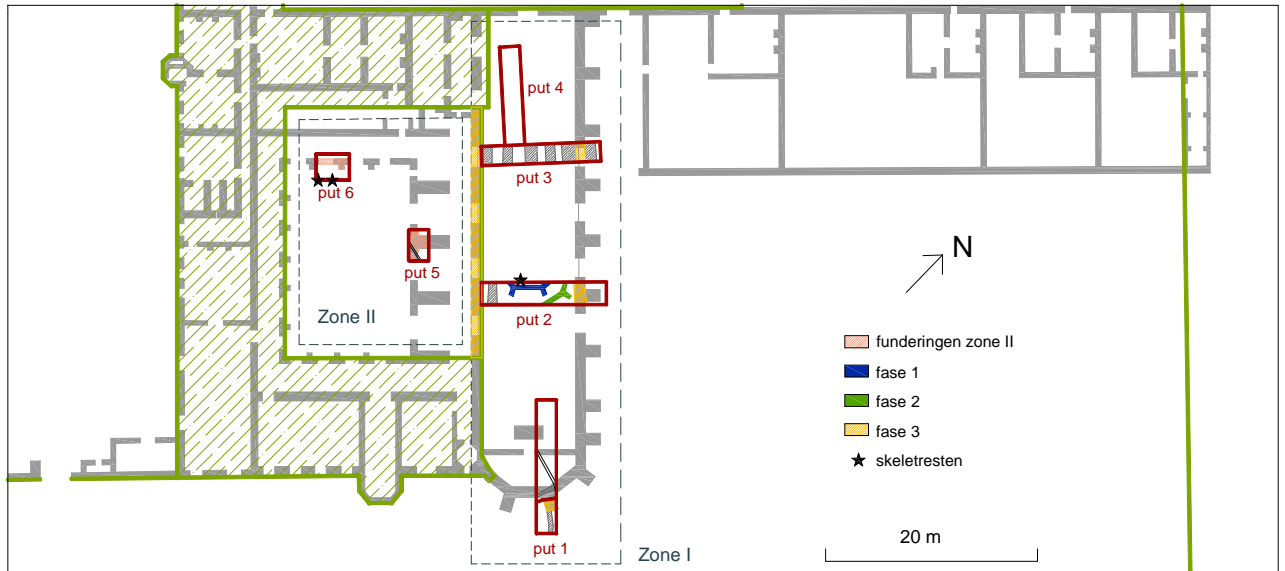 put 4
put 3
put 6
put 5
N
Zone II
put 2
funderingen zone II
fase 1
fase 2
fase 3
skeletresten
20 m
put 1
Zone I